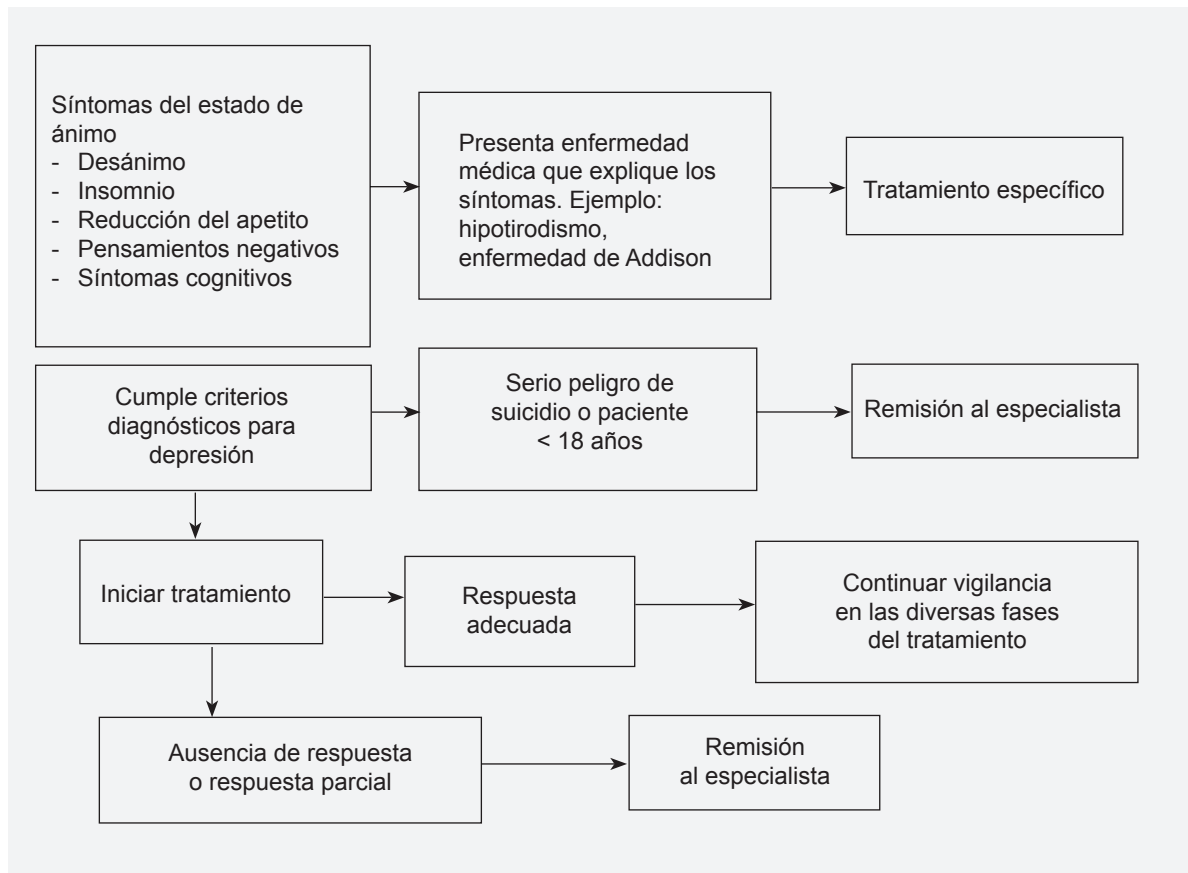 Síntomas del estado de
ánimo
- Desánimo
- Insomnio
- Reducción del apetito
- Pensamientos negativos
- Síntomas cognitivos
Presenta enfermedad
médica que explique los
síntomas. Ejemplo:
hipotirodismo,
enfermedad de Addison
Tratamiento específico
Cumple criterios
diagnósticos para
depresión
Serio peligro de
suicidio o paciente
< 18 años
Remisión al especialista
Iniciar tratamiento
Respuesta
adecuada
Continuar vigilancia
en las diversas fases
del tratamiento
Ausencia de respuesta
o respuesta parcial
Remisión
al especialista